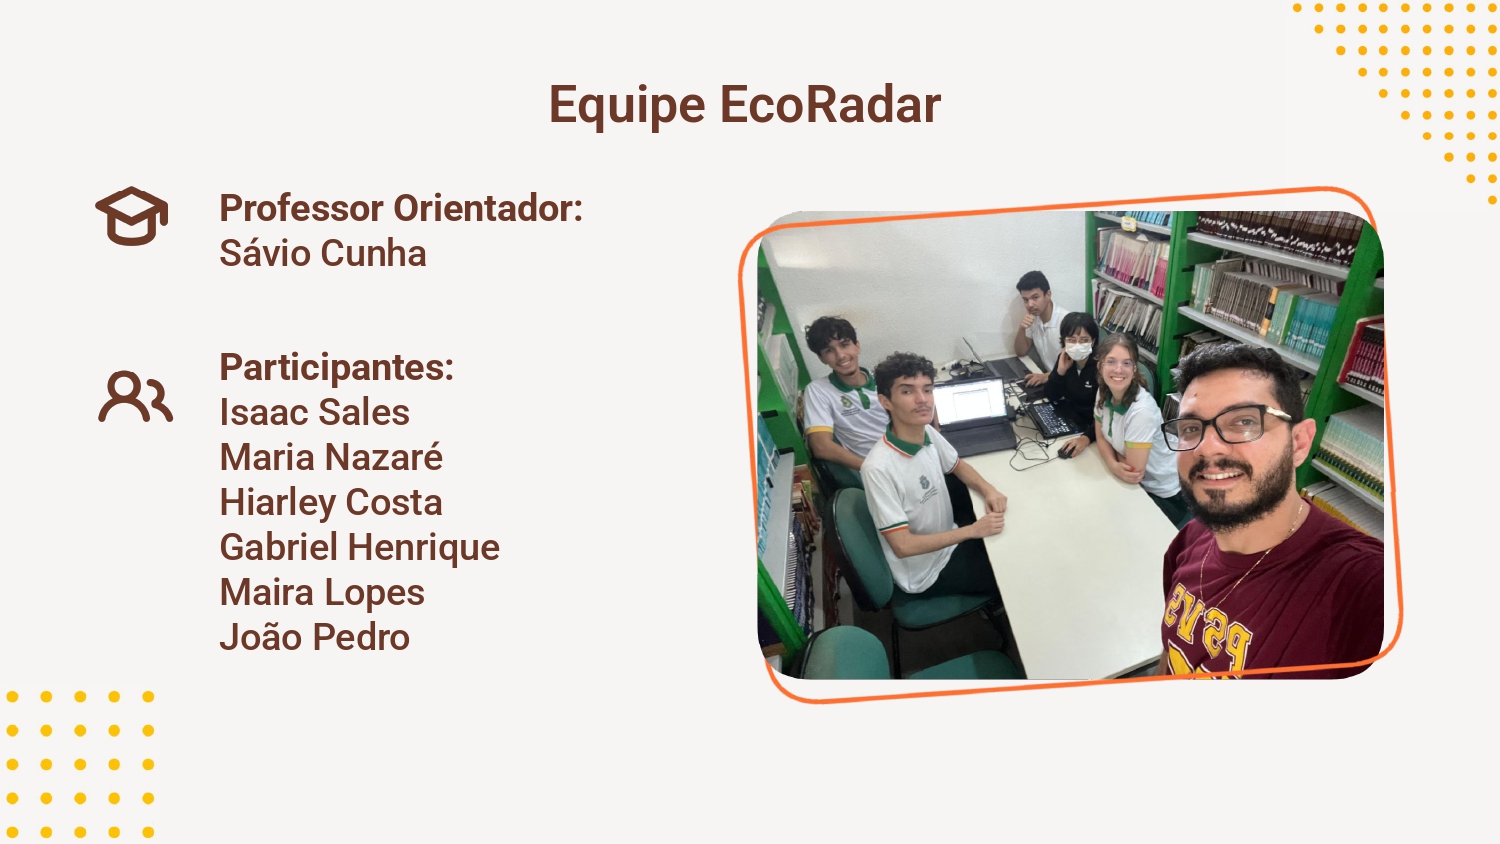 Equipe EcoRadar
Professor Orientador:
Sávio Cunha
Participantes:
Isaac Sales
Maria Nazaré
Hiarley Costa
Gabriel Henrique
Maira Lopes
João Pedro